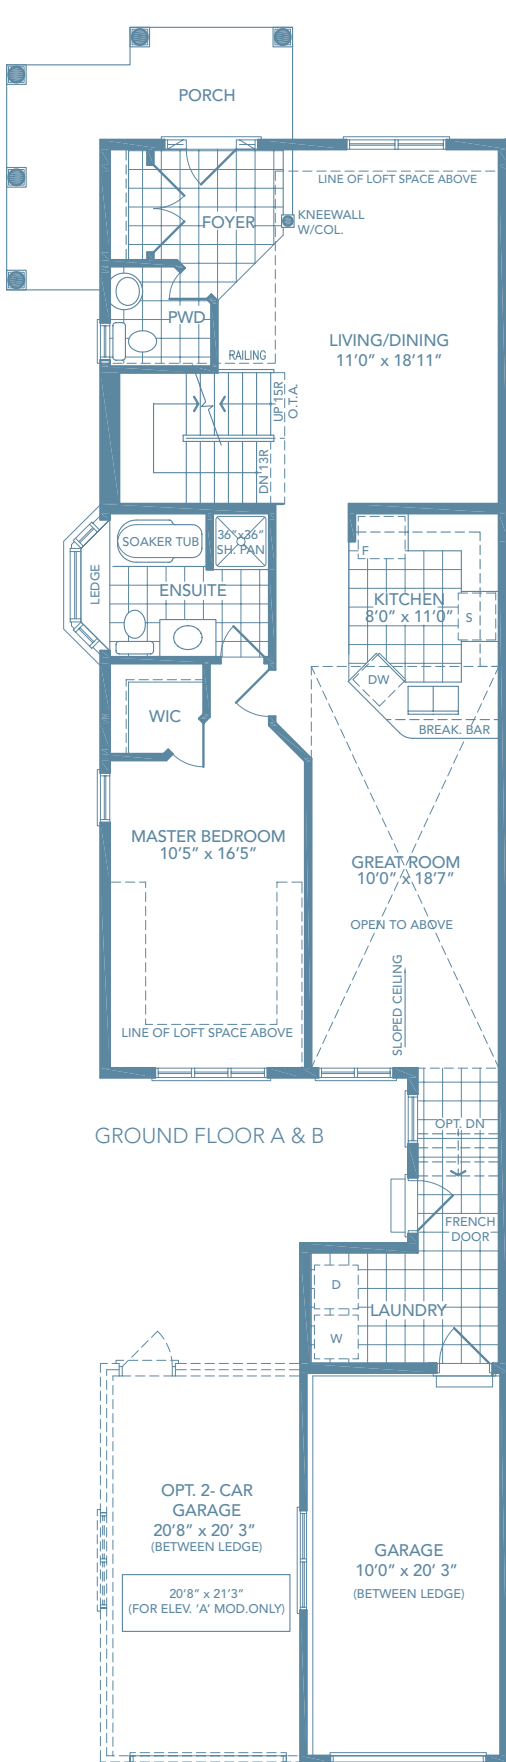 PORCH
LINE OF LOFT SPACE ABOVE
FOYER
KNEEWALL
W/COL.
PWD
LIVING/DINING
11'0" x 18'11"
RAILING
UP 15R
O.T.A.
DN 13R
SOAKER TUB
36"x36"
SH. PAN
F
LEDGE
ENSUITE
KITCHEN
8'0" x 11'0"
S
DW
WIC
BREAK. BAR
MASTER BEDROOM
10'5" x 16'5"
GREAT ROOM
10'0" x 18'7"
OPEN TO ABOVE
SLOPED CEILING
LINE OF LOFT SPACE ABOVE
GROUND FLOOR A & B
OPT. DN
FRENCH
DOOR
D
LAUNDRY
W
OPT. 2- CAR
GARAGE
20'8" x 20' 3"
(BETWEEN LEDGE)
20'8" x 21'3"
(FOR ELEV. 'A' MOD.ONLY)
GARAGE
10'0" x 20' 3"
(BETWEEN LEDGE)